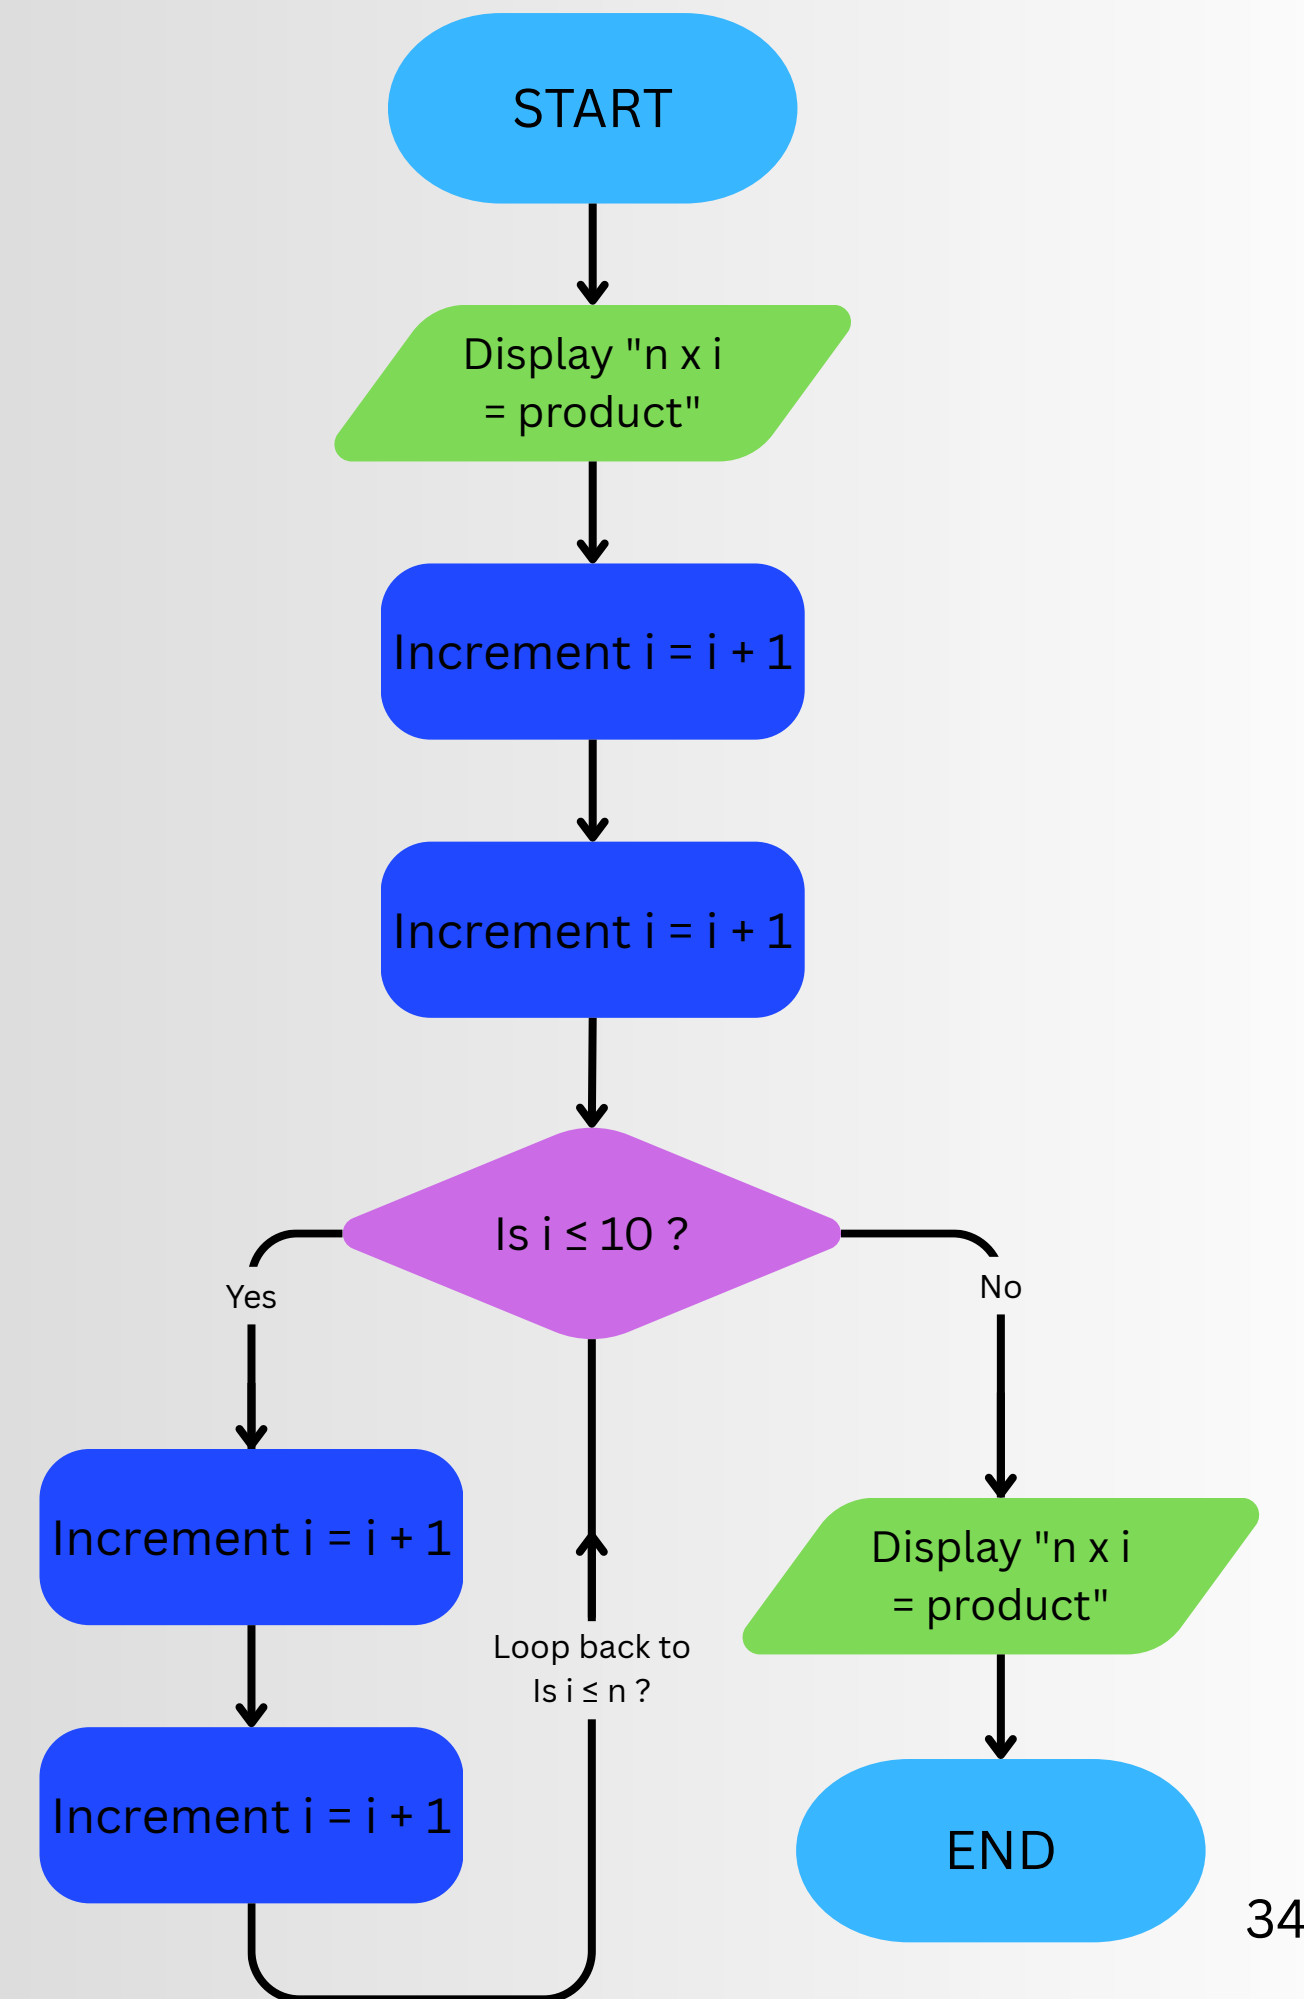 START
Display "n x i
= product"
Increment i = i + 1
Increment i = i + 1
Is i ≤ 10 ?
Yes
No
Increment i = i + 1
Display "n x i
= product"
Loop back to
Is i ≤ n ?
Increment i = i + 1
END
34